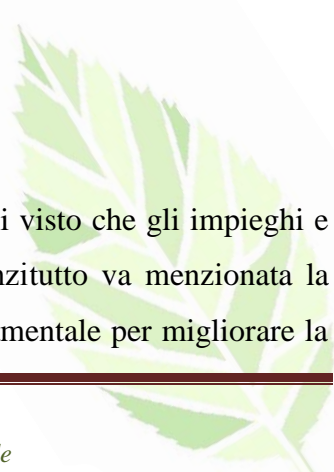 i visto che gli impieghi e
nzitutto va menzionata la
mentale per migliorare la